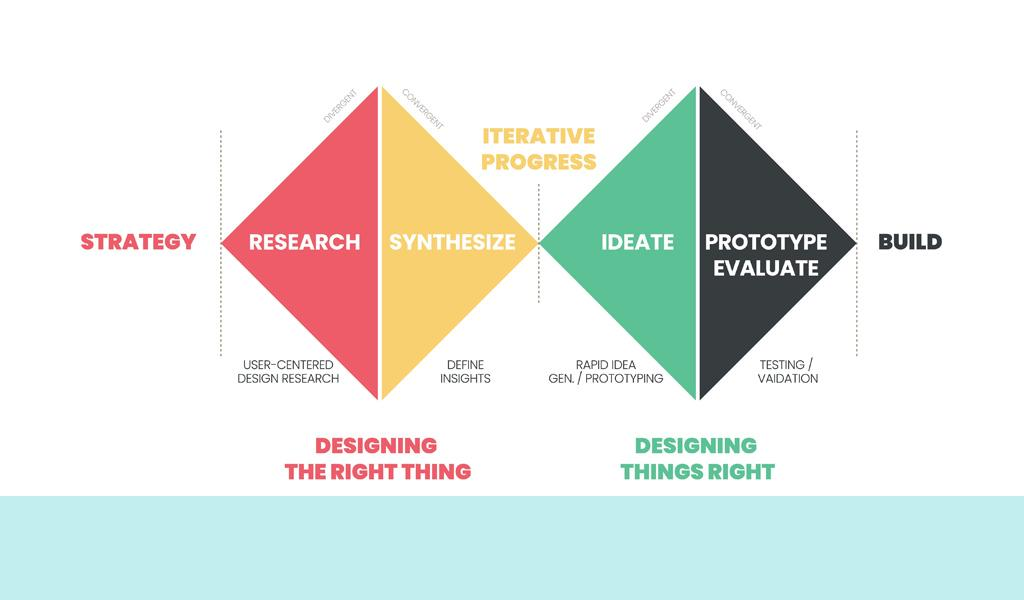 DIVERGENT
CONVERGENT
DIVERGENT
CONVERGENT
ITERATIVE
PROGRESS
STRATEGY
RESEARCH
SYNTHESIZE
IDEATE
PROTOTYPE
EVALUATE
BUILD
USER-CENTERED
DESIGN RESEARCH
DEFINE
INSIGHTS
RAPID IDEA
GEN. / PROTOTYPING
TESTING /
VAIDATION
DESIGNING
THE RIGHT THING
DESIGNING
THINGS RIGHT